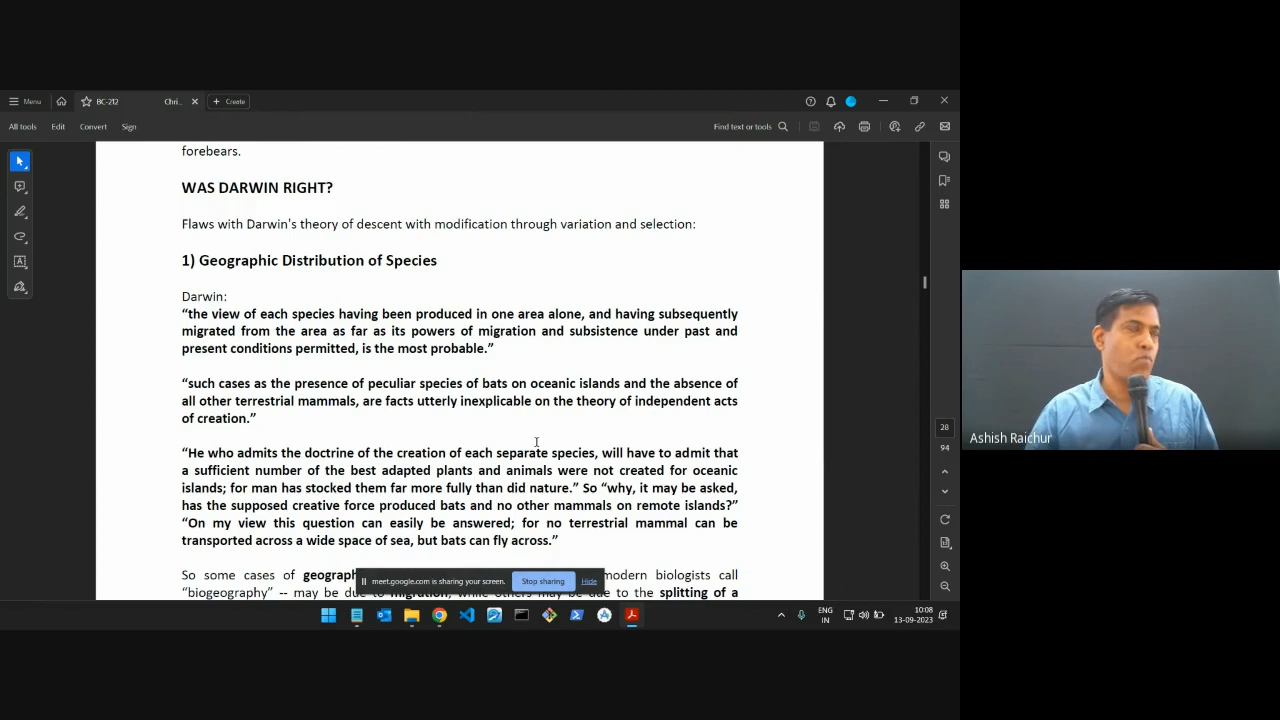 Menu
BC-212
Chri...
Create
All tools
Edit
Convert
Sign
Find text or tools
forebears.
WAS DARWIN RIGHT?
Flaws with Darwin's theory of descent with modification through variation and selection:
1) Geographic Distribution of Species
Darwin:
“the view of each species having been produced in one area alone, and having subsequently
migrated from the area as far as its powers of migration and subsistence under past and
present conditions permitted, is the most probable.”
“such cases as the presence of peculiar species of bats on oceanic islands and the absence of
all other terrestrial mammals, are facts utterly inexplicable on the theory of independent acts
of creation.”
“He who admits the doctrine of the creation of each separate species, will have to admit that
a sufficient number of the best adapted plants and animals were not created for oceanic
islands; for man has stocked them far more fully than did nature.” So “why, it may be asked,
has the supposed creative force produced bats and no other mammals on remote islands?”
“On my view this question can easily be answered; for no terrestrial mammal can be
transported across a wide space of sea, but bats can fly across.”
So some cases of geograp modern biologists call
“biogeography” -- may be due to migration, while others may be due to the splitting of a
meet.google.com is sharing your screen.
Stop sharing
Hide
28
94
ENG
IN
10:08
13-09-2023
Ashish Raichur